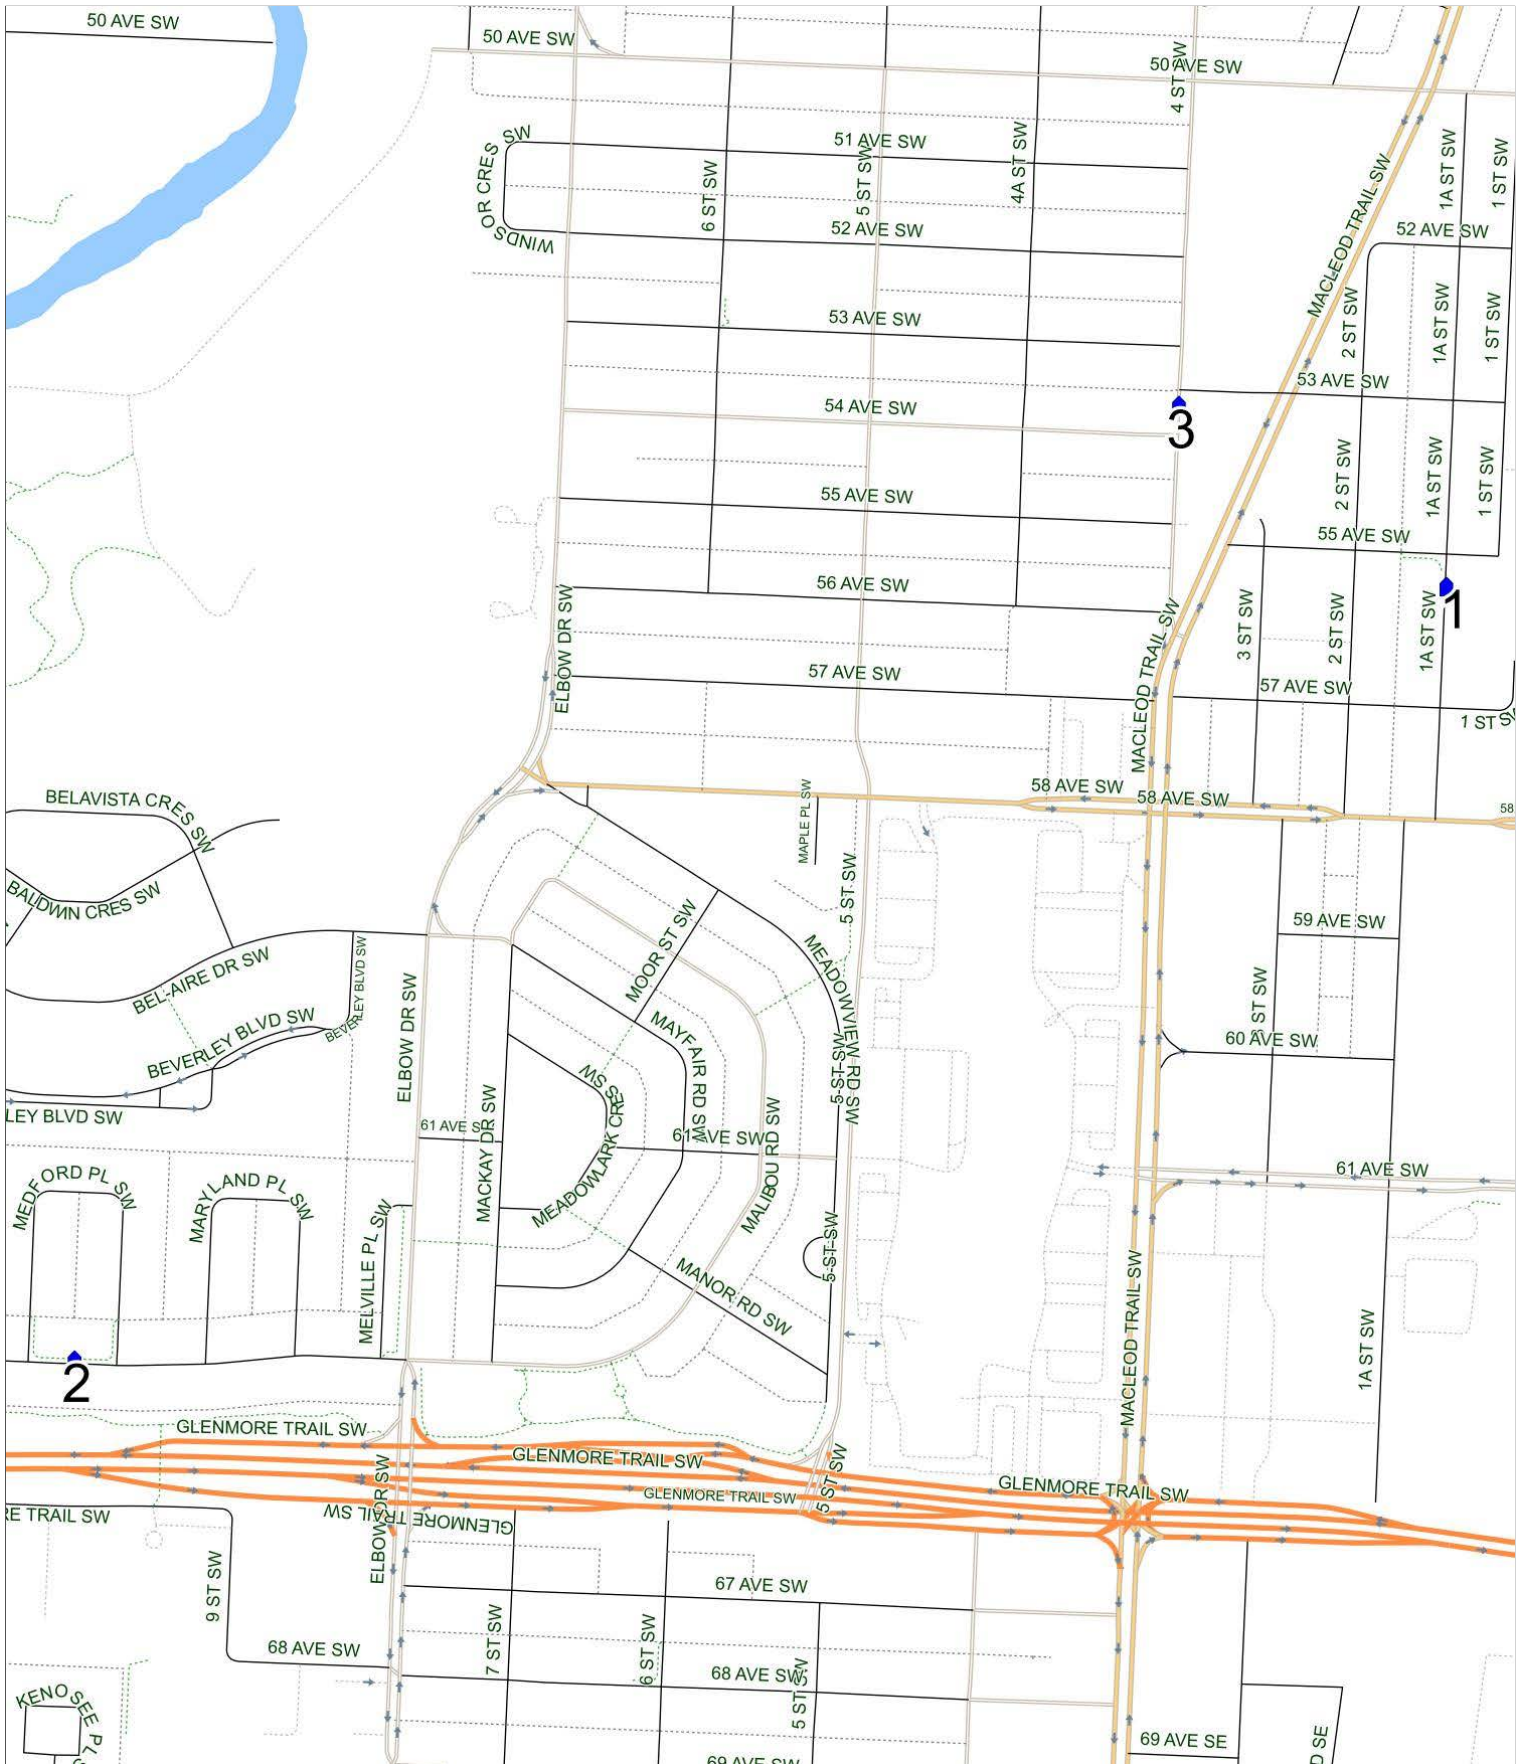 50 AVE SW
50 AVE SW
50 AVE SW
4 ST SW
51 AVE SW
WINDSOR CRES SW
6 ST SW
5 ST SW
4A ST SW
1A ST SW
1 ST SW
MACLEOD TRAIL SW
52 AVE SW
52 AVE SW
53 AVE SW
2 ST SW
1A ST SW
1 ST SW
53 AVE SW
54 AVE SW
3
2 ST SW
1A ST SW
1 ST SW
55 AVE SW
55 AVE SW
56 AVE SW
1
ELBOW DR SW
MACLEOD TRAIL SW
3 ST SW
2 ST SW
1A ST SW
57 AVE SW
57 AVE SW
1 ST SW
58 AVE SW
58 AVE SW
58
BELAVISTA CRES SW
MAPLE PL SW
BALDWIN CRES SW
5 ST SW
MOOR ST SW
59 AVE SW
BEL-AIRE DR SW
BEVERLEY BLVD SW
BEVERLEY BLVD SW
MEADOWVIEW RD SW
ELBOW DR SW
3 ST SW
60 AVE SW
MAYFAIR RD SW
5 ST SW
LEY BLVD SW
61 AVE S
MACKAY DR SW
MEADOWLARK CRES SW
61 AVE SW
MALIBOU RD SW
61 AVE SW
MEDFORD PL SW
MARYLAND PL SW
MELVILLE PL SW
5 ST SW
MANOR RD SW
MACLEOD TRAIL SW
1A ST SW
2
GLENMORE TRAIL SW
GLENMORE TRAIL SW
GLENMORE TRAIL SW
GLENMORE TRAIL SW
5 ST SW
ELBOW DR SW
RE TRAIL SW
GLENMORE TRAIL SW
9 ST SW
67 AVE SW
7 ST SW
6 ST SW
68 AVE SW
68 AVE SW
5 ST SW
KENOSEE PL S
69 AVE SW
69 AVE SE
D SE